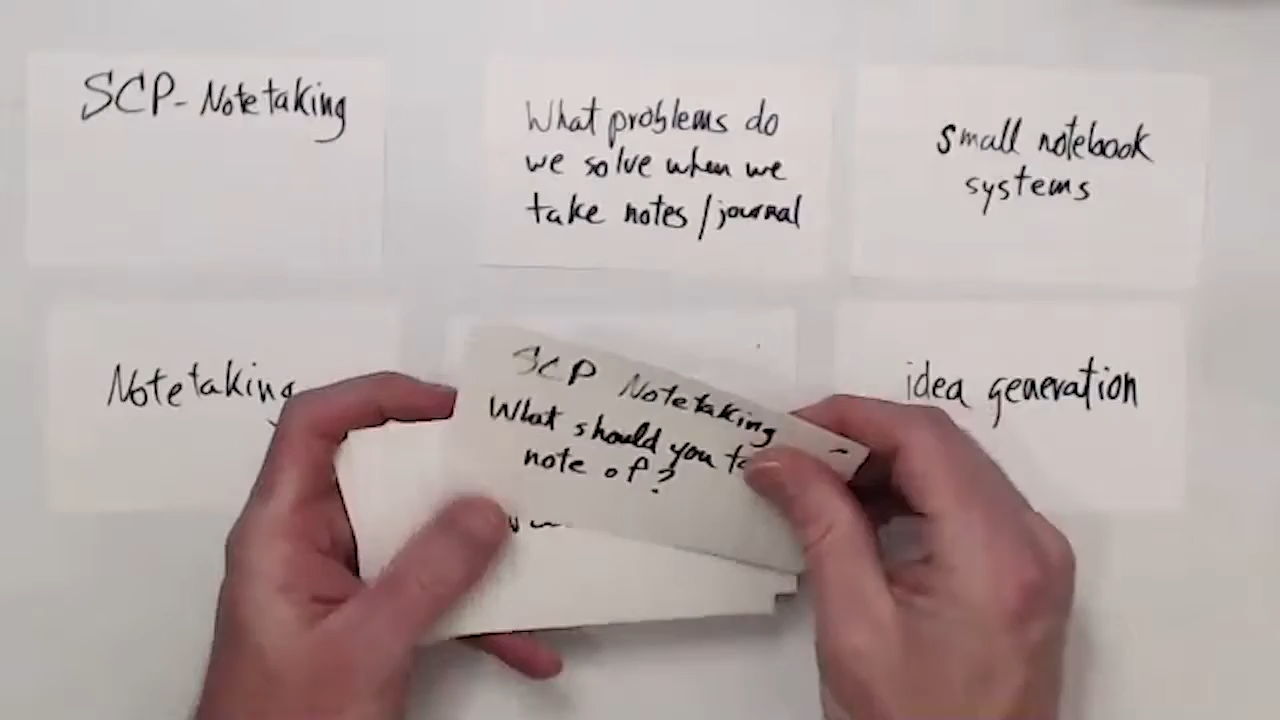 SCP-Notetaking
What problems do
we solve when we
take notes/journal
small notebook
systems
Notetaking
SCP Notetaking
What should you
note of?
idea generation